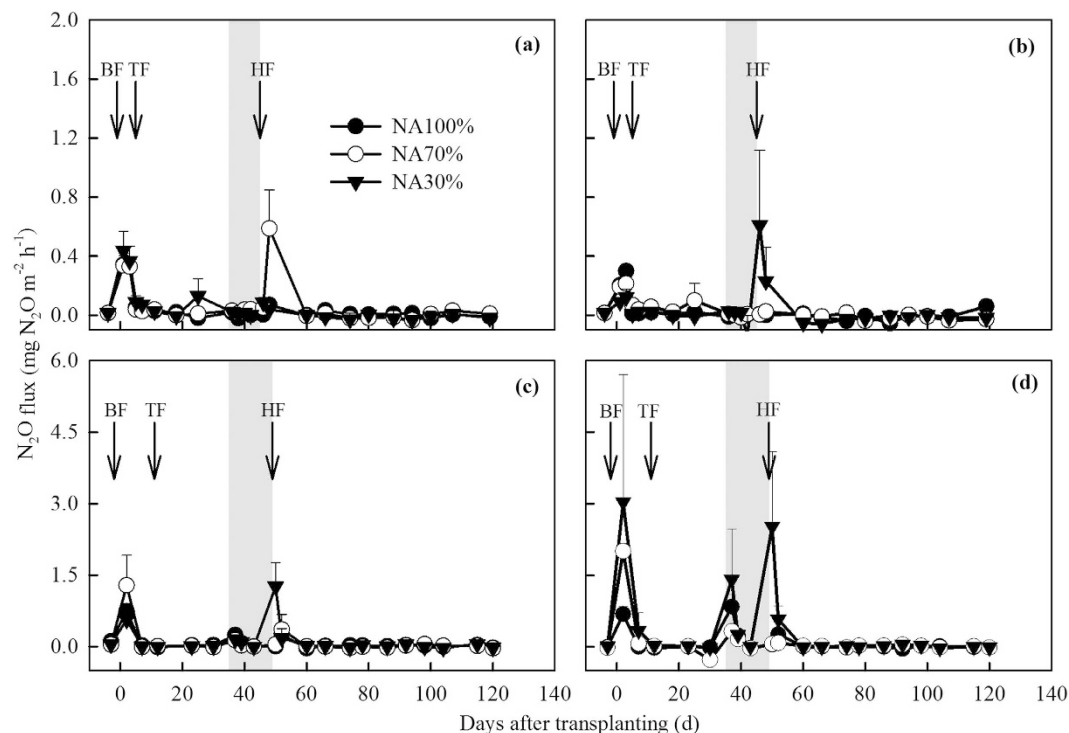 2.0
1.6
1.2
0.8
0.4
0.0
(a)
BF TF
HF
NA100%
NA70%
NA30%
(b)
BF TF
HF
6.0
4.5
3.0
1.5
0.0
(c)
BF TF HF
(d)
BF TF HF
0 20 40 60 80 100 120 140
0 20 40 60 80 100 120 140
N₂O flux (mg N₂O m⁻² h⁻¹)
Days after transplanting (d)